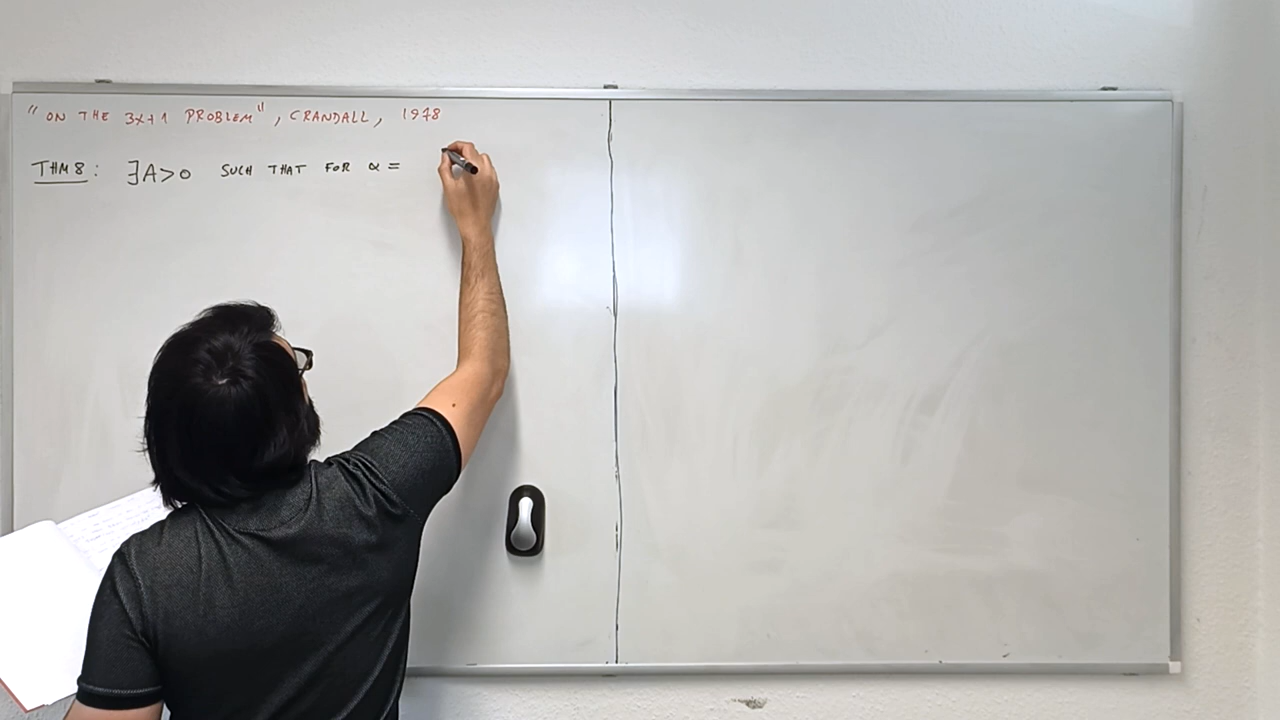 "ON THE 3x+1 PROBLEM", CRANDALL, 1978
THM 8: ∃A>0 SUCH THAT FOR α =